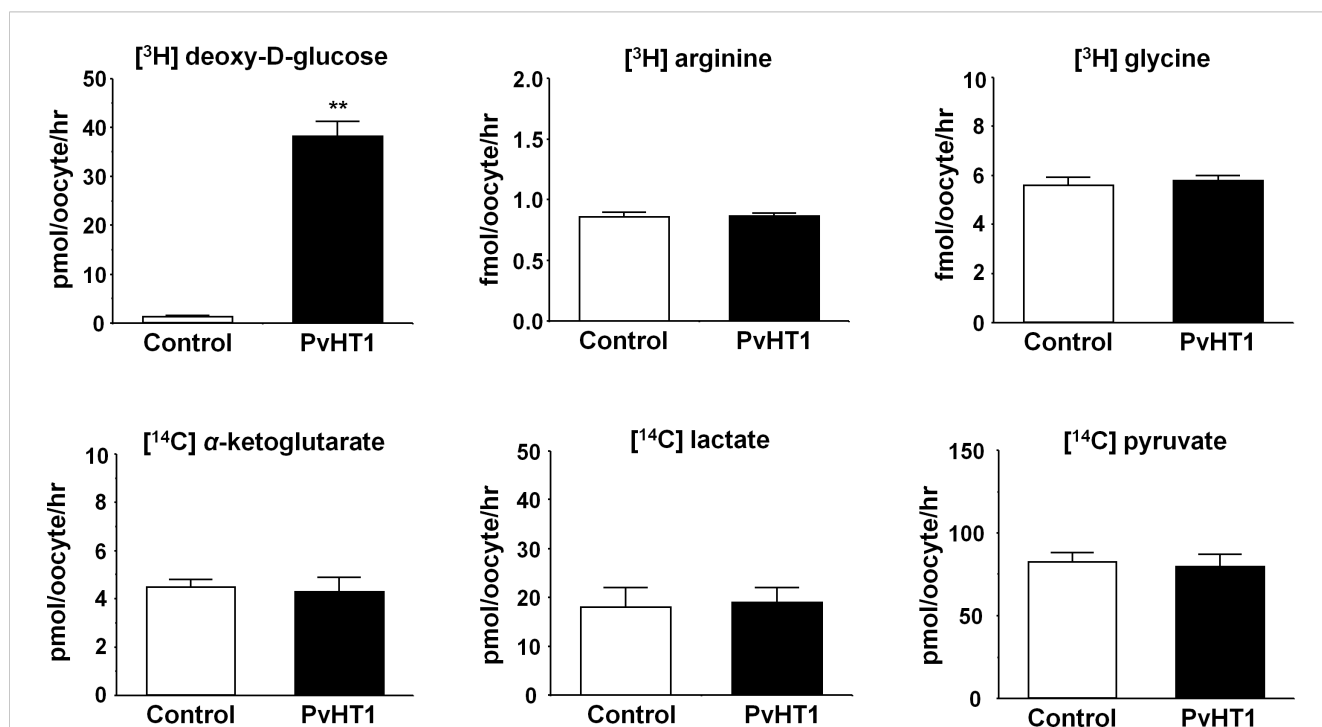 [³H] deoxy-D-glucose
pmol/oocyte/hr
50
40
30
20
10
0
**
Control PvHT1
[³H] arginine
fmol/oocyte/hr
2.0
1.5
1.0
0.5
0.0
Control PvHT1
[³H] glycine
fmol/oocyte/hr
10
8
6
4
2
0
Control PvHT1
[¹⁴C] α-ketoglutarate
pmol/oocyte/hr
10
8
6
4
2
0
Control PvHT1
[¹⁴C] lactate
pmol/oocyte/hr
50
40
30
20
10
0
Control PvHT1
[¹⁴C] pyruvate
pmol/oocyte/hr
150
100
50
0
Control PvHT1